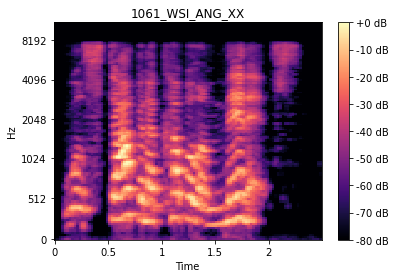 1061_WSI_ANG_XX
8192
4096
2048
1024
512
0
Hz
0
0.5
1
1.5
2
Time
+0 dB
-10 dB
-20 dB
-30 dB
-40 dB
-50 dB
-60 dB
-70 dB
-80 dB